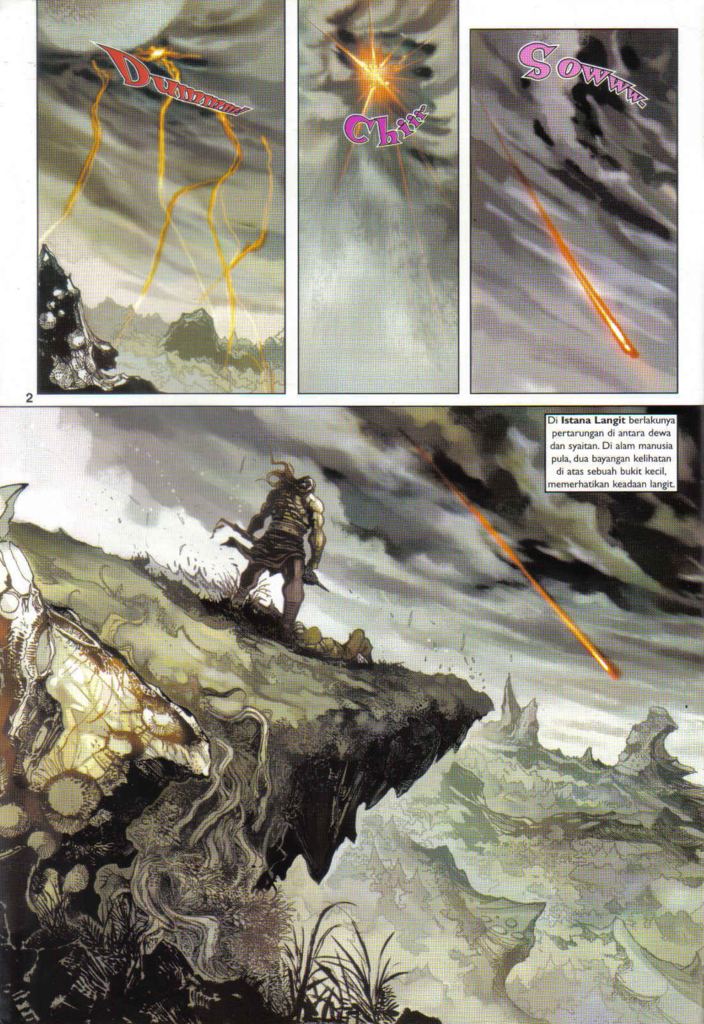 Dummm
Chiir
Sowww
2
Di Istana Langit berlakunya
pertarungan di antara dewa
dan syaitan. Di alam manusia
pula, dua bayangan kelihatan
di atas sebuah bukit kecil,
memerhatikan keadaan langit.